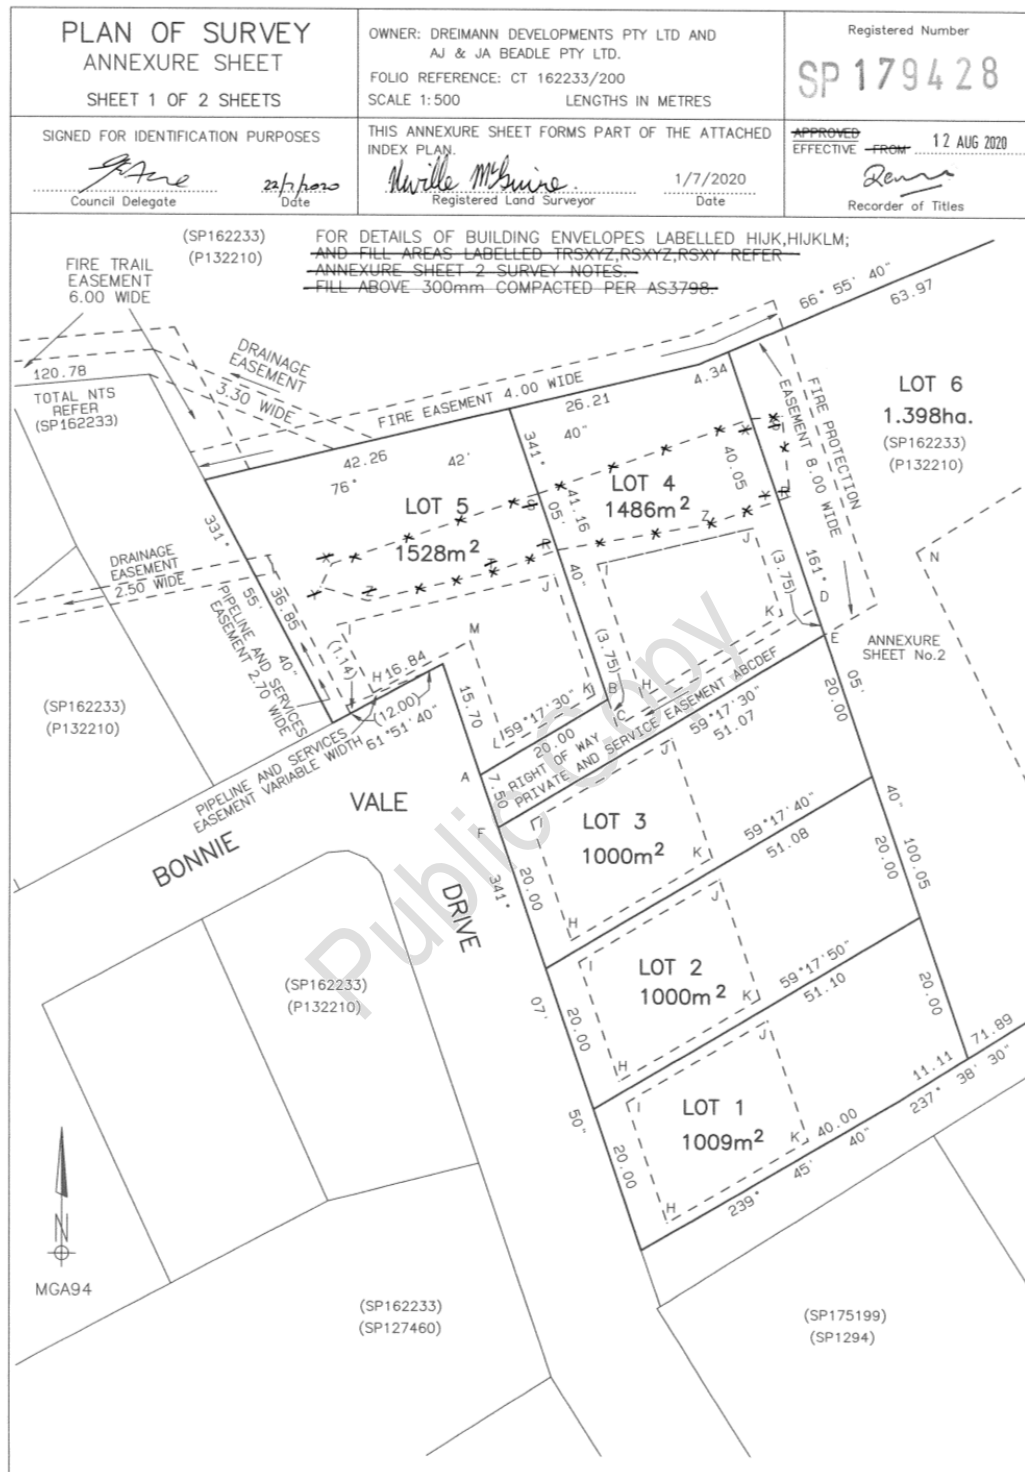 PLAN OF SURVEY
ANNEXURE SHEET
SHEET 1 OF 2 SHEETS
OWNER: DREIMANN DEVELOPMENTS PTY LTD AND
AJ & JA BEADLE PTY LTD.
FOLIO REFERENCE: CT 162233/200
SCALE 1:500 LENGTHS IN METRES
Registered Number
SP 179428
SIGNED FOR IDENTIFICATION PURPOSES
22/7/2020
Council Delegate Date
THIS ANNEXURE SHEET FORMS PART OF THE ATTACHED
INDEX PLAN.
Neville McGuire. 1/7/2020
Registered Land Surveyor Date
APPROVED
EFFECTIVE FROM 12 AUG 2020
Recorder of Titles
(SP162233)
(P132210)
FOR DETAILS OF BUILDING ENVELOPES LABELLED HIJK,HIJKLM;
AND FILL AREAS LABELLED TRSXYZ,RSXYZ,RSXY REFER
ANNEXURE SHEET 2 SURVEY NOTES.
FILL ABOVE 300mm COMPACTED PER AS3798.
FIRE TRAIL
EASEMENT
6.00 WIDE
66° 55' 40"
63.97
DRAINAGE
EASEMENT
3.30 WIDE
120.78
TOTAL NTS
REFER
(SP162233)
FIRE EASEMENT 4.00 WIDE
4.34
26.21
42.26
76° 42' 40"
FIRE PROTECTION
EASEMENT 8.00 WIDE
LOT 6
1.398ha.
(SP162233)
(P132210)
LOT 5
1528m²
LOT 4
1486m²
341° 05' 40"
41.16
40.05
161° 05' 40"
331° 55' 40"
36.85
DRAINAGE
EASEMENT
2.50 WIDE
PIPELINE AND SERVICES
EASEMENT 2.70 WIDE
Z
J
J
K
(3.75)
D
E
N
ANNEXURE
SHEET No.2
(3.75)
(1.14)
H
16.84
M
(12.00)
61°51'40"
15.70
I
K
B
C
H
L
59°17'30"
20.00
RIGHT OF WAY
PRIVATE AND SERVICE EASEMENT ABCDEF
59°17'30"
51.07
20.00
(SP162233)
(P132210)
PIPELINE AND SERVICES
EASEMENT VARIABLE WIDTH
A
7.50
F
BONNIE
VALE
DRIVE
LOT 3
1000m²
I
J
K
H
59°17'40"
51.08
20.00
100.05
20.00
341° 07' 50"
LOT 2
1000m²
I
J
K
H
59°17'50"
51.10
20.00
20.00
LOT 1
1009m²
J
K
H
20.00
40.00
239° 45' 40"
11.11
71.89
237° 38' 30"
(SP162233)
(P132210)
N
MGA94
(SP162233)
(SP127460)
(SP175199)
(SP1294)
Public Copy